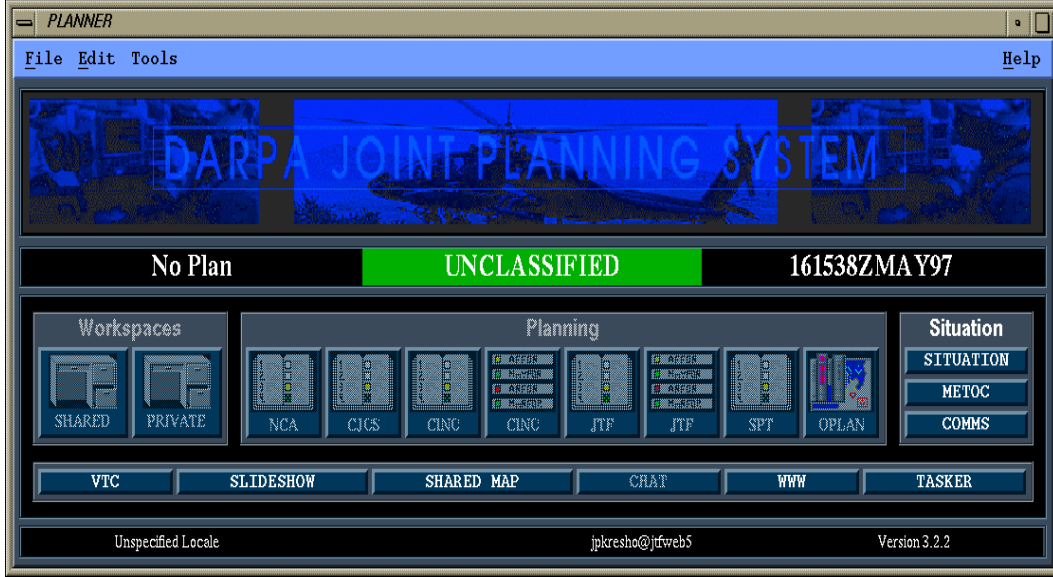 PLANNER
File Edit Tools Help
DARPA JOINT PLANNING SYSTEM
No Plan UNCLASSIFIED 161538ZMAY97
Workspaces Planning Situation
SHARED PRIVATE NCA CJCS CINC CINC JTF JTF SPT OPLAN
SITUATION
METOC
COMMS
VTC SLIDESHOW SHARED MAP CHAT WWW TASKER
Unspecified Locale jpkresho@jtfweb5 Version 3.2.2